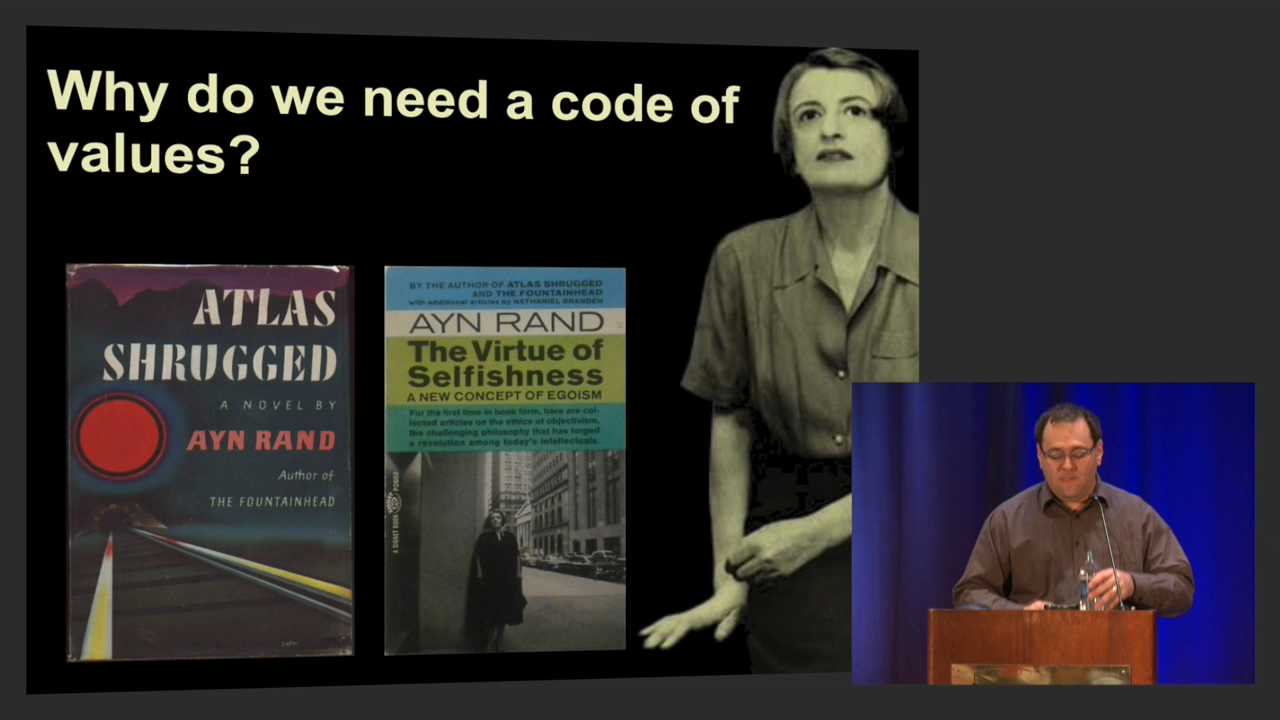 Why do we need a code of
values?
ATLAS
SHRUGGED
A NOVEL BY
AYN RAND
Author of
THE FOUNTAINHEAD
BY THE AUTHOR OF ATLAS SHRUGGED
AND THE FOUNTAINHEAD
with additional articles by NATHANIEL BRANDEN
AYN RAND
The Virtue of
Selfishness
A NEW CONCEPT OF EGOISM
For the first time in book form, here are col-
lected articles on the ethics of objectivism,
the challenging philosophy that has forged
a revolution among today's intellectuals.
A SIGNET BOOK